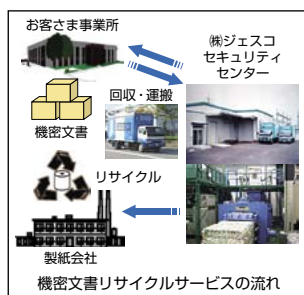 お客さま事業所
㈱ジェスコ
セキュリティ
センター
回収・運搬
機密文書
リサイクル
製紙会社
機密文書リサイクルサービスの流れ